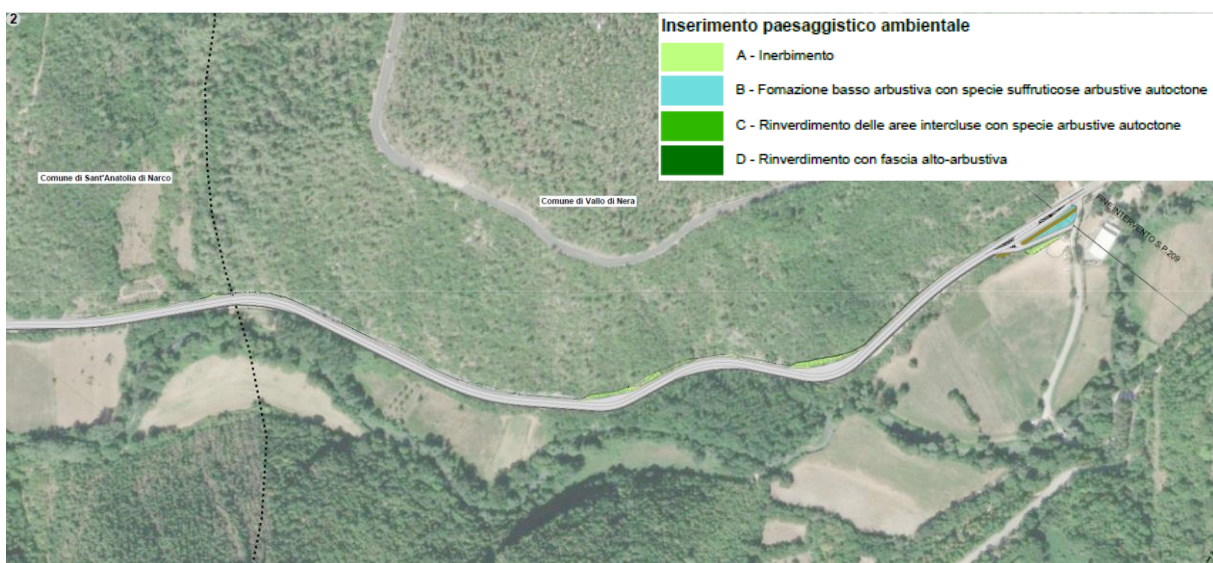 2
Inserimento paesaggistico ambientale
A - Inerbimento
B - Fomazione basso arbustiva con specie suffruticose arbustive autoctone
C - Rinverdimento delle aree intercluse con specie arbustive autoctone
D - Rinverdimento con fascia alto-arbustiva
Comune di Sant'Anatolia di Narco
Comune di Vallo di Nera
FINE INTERVENTO S.P.209